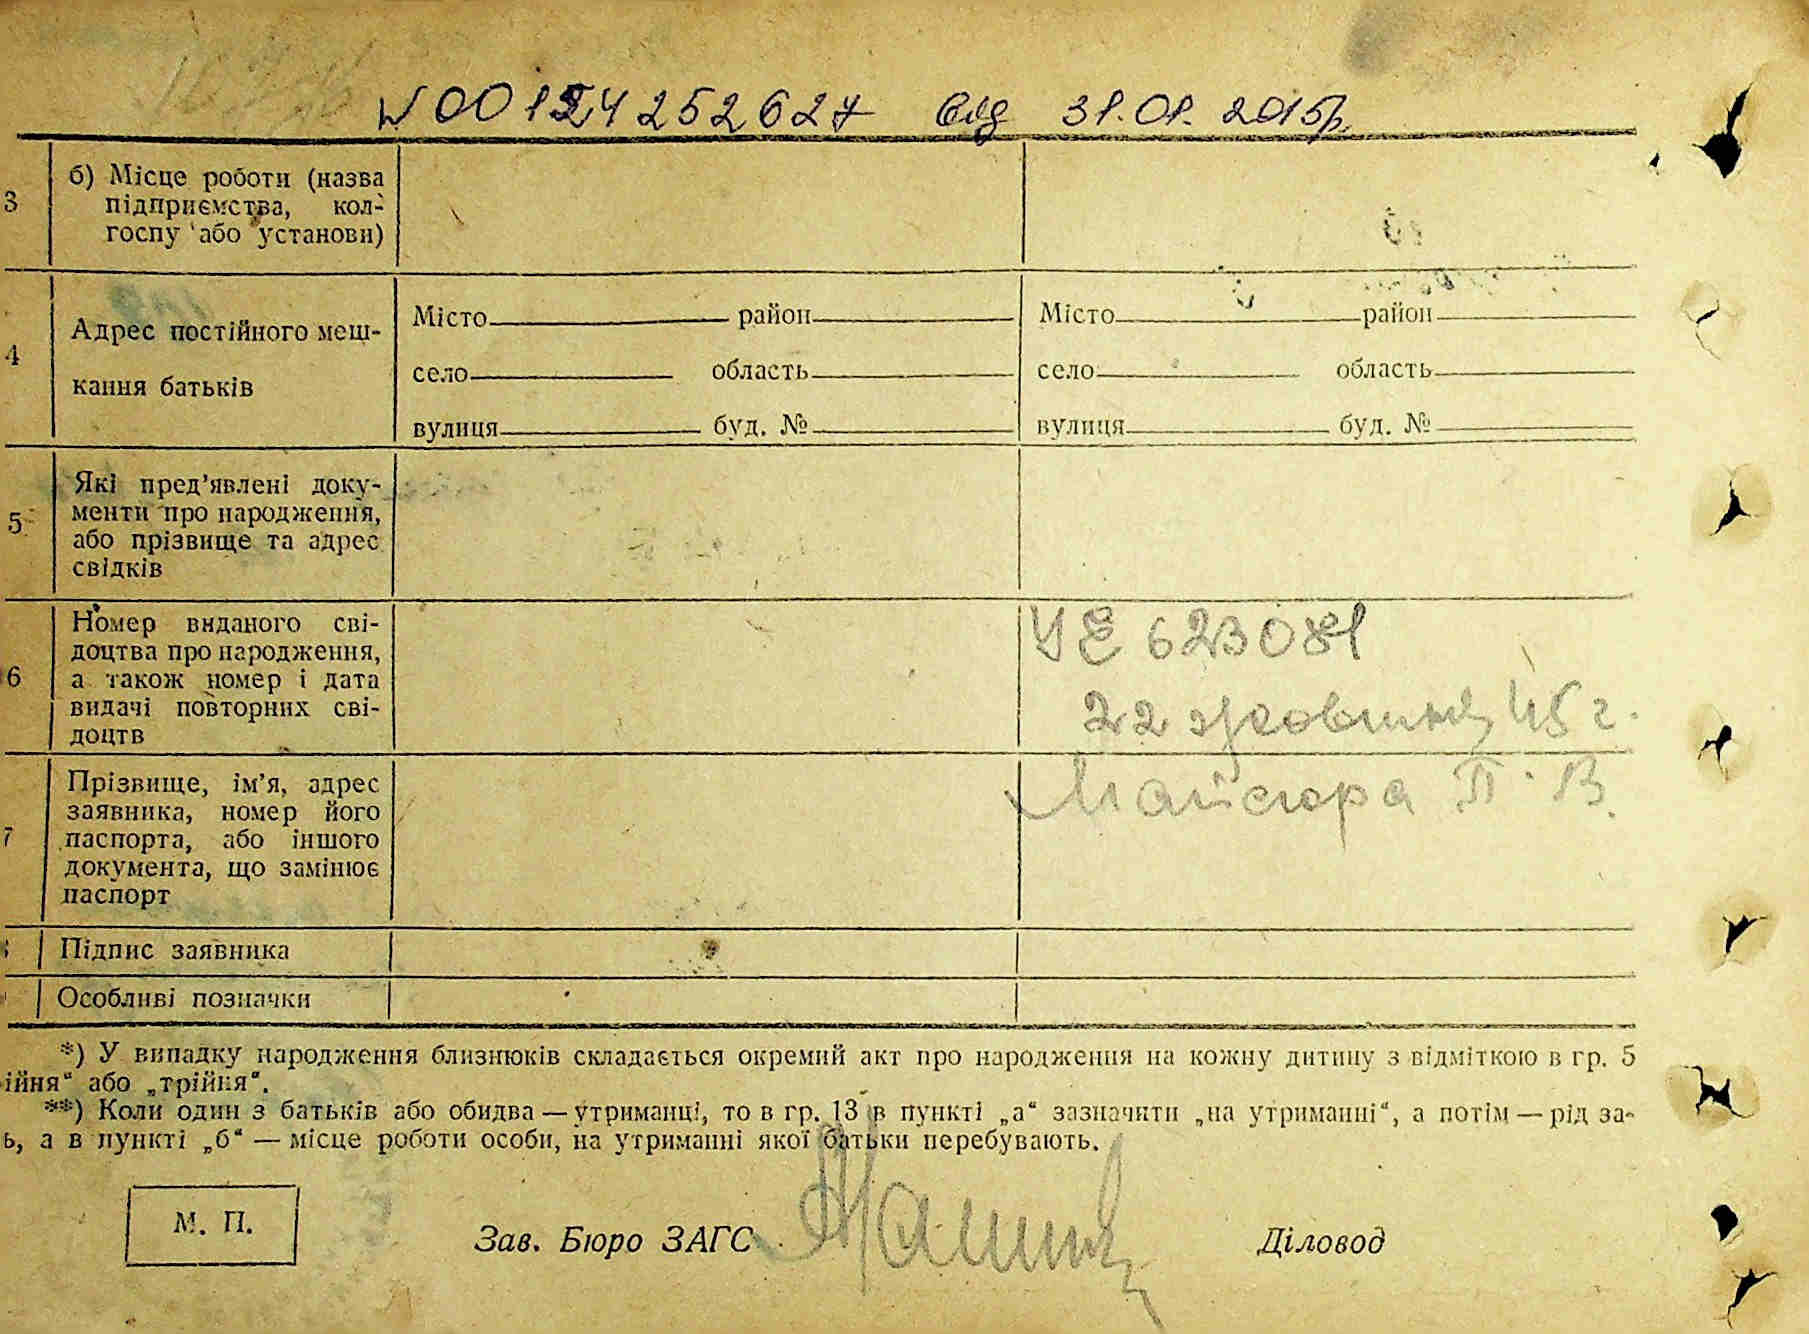 N 00124252627 від 31.01.2015р.
3 б) Місце роботи (назва
підприємства, кол-
госпу або установи)
4 Адрес постійного меш-
кання батьків
Місто район
село область
вулиця буд. №
Місто район
село область
вулиця буд. №
5 Які пред’явлені доку-
менти про народження,
або прізвище та адрес
свідків
6 Номер виданого сві-
доцтва про народження,
а також номер і дата
видачі повторних сві-
доцтв
УЕ 623081
22 жовтня 45 г.
7 Прізвище, ім’я, адрес
заявника, номер його
паспорта, або іншого
документа, що замінює
паспорт
Майсюра П. В.
Підпис заявника
Особливі позначки
*) У випадку народження близнюків складається окремий акт про народження на кожну дитину з відміткою в гр. 5
ійня“ або „трійня“.
**) Коли один з батьків або обидва — утриманці, то в гр. 13 в пункті „а“ зазначити „на утриманні“, а потім — рід за-
ь, а в пункті „б“ — місце роботи особи, на утриманні якої батьки перебувають.
М. П.
Зав. Бюро ЗАГС
Діловод